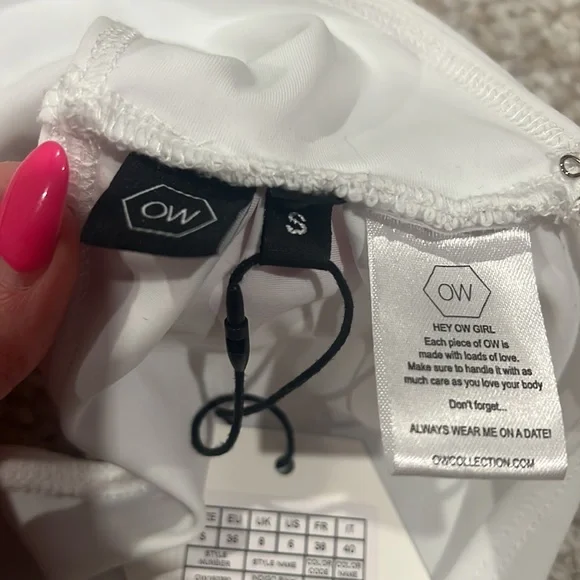 OW
S
OW
HEY OW GIRL
Each piece of OW is
made with loads of love.
Make sure to handle it with as
much care as you love your body
Don't forget...
ALWAYS WEAR ME ON A DATE!
OWCOLLECTION.COM
EU UK US FR IT
S 36 8 6 38 40
STYLE NUMBER STYLE NAME COLOR CODE COLOR NAME